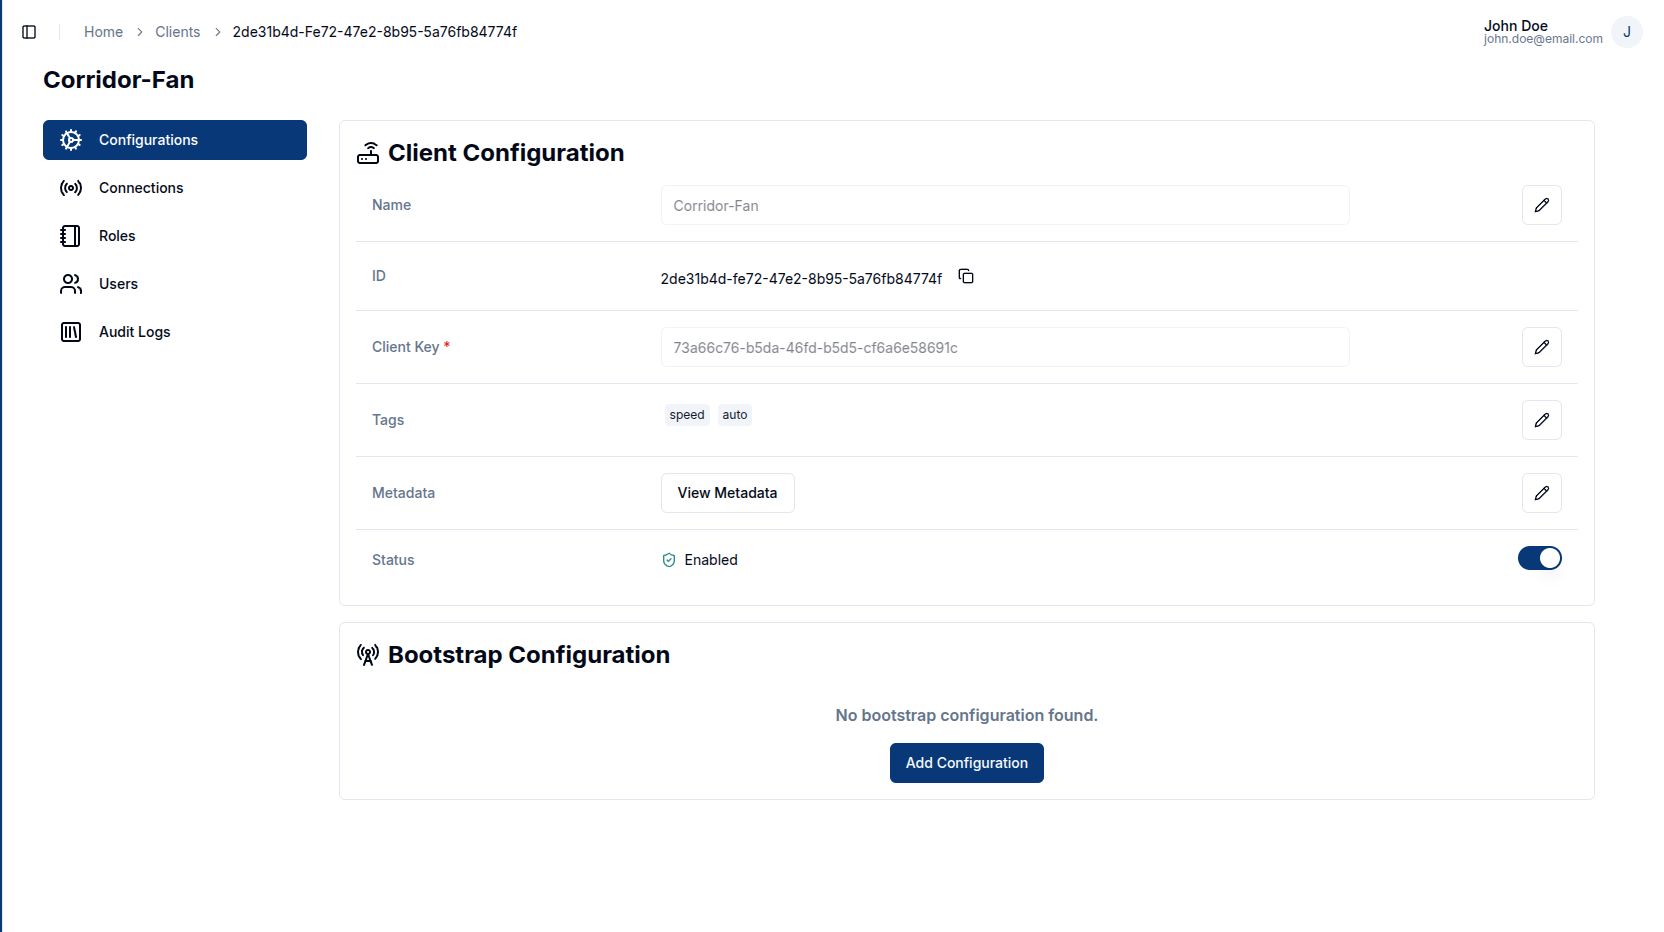 Home > Clients > 2de31b4d-Fe72-47e2-8b95-5a76fb84774f
John Doe
john.doe@email.com
J
Corridor-Fan
Configurations
Connections
Roles
Users
Audit Logs
Client Configuration
Name
Corridor-Fan
ID
2de31b4d-fe72-47e2-8b95-5a76fb84774f
Client Key *
73a66c76-b5da-46fd-b5d5-cf6a6e58691c
Tags
speed auto
Metadata
View Metadata
Status
Enabled
Bootstrap Configuration
No bootstrap configuration found.
Add Configuration